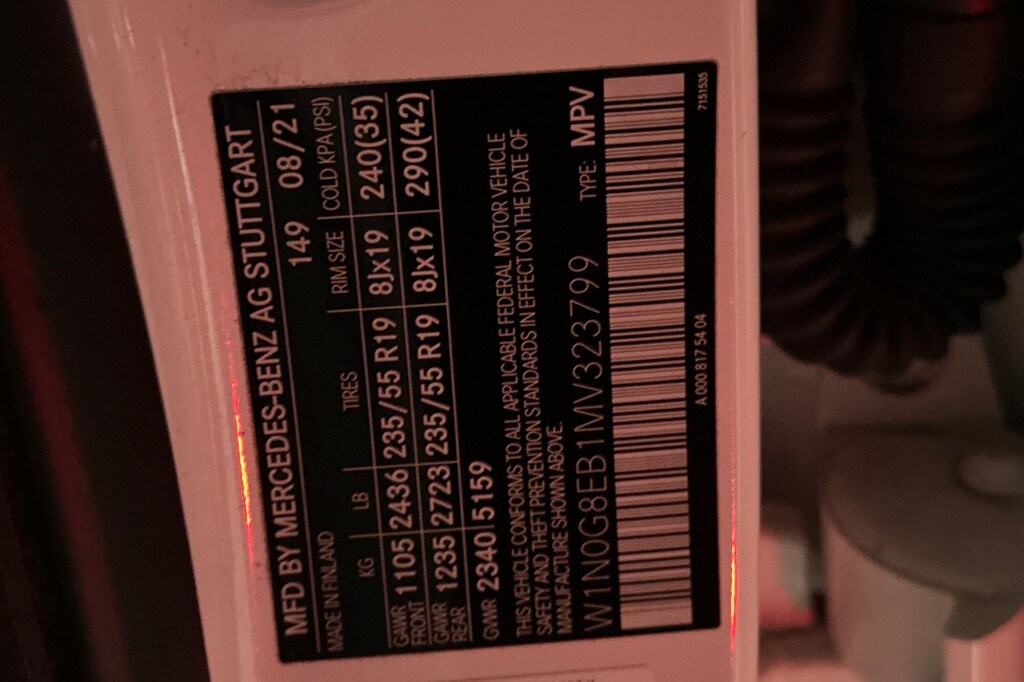 MFD BY MERCEDES-BENZ AG STUTTGART
MADE IN FINLAND 149 08/21
KG LB TIRES RIM SIZE COLD KPA (PSI)
GAWR FRONT 1105 2436 235/55 R19 8Jx19 240(35)
GAWR REAR 1235 2723 235/55 R19 8Jx19 290(42)
GVWR 2340 5159
THIS VEHICLE CONFORMS TO ALL APPLICABLE FEDERAL MOTOR VEHICLE
SAFETY AND THEFT PREVENTION STANDARDS IN EFFECT ON THE DATE OF
MANUFACTURE SHOWN ABOVE.
W1N0G8EB1MV323799 TYPE: MPV
A 000 817 54 04 7151535